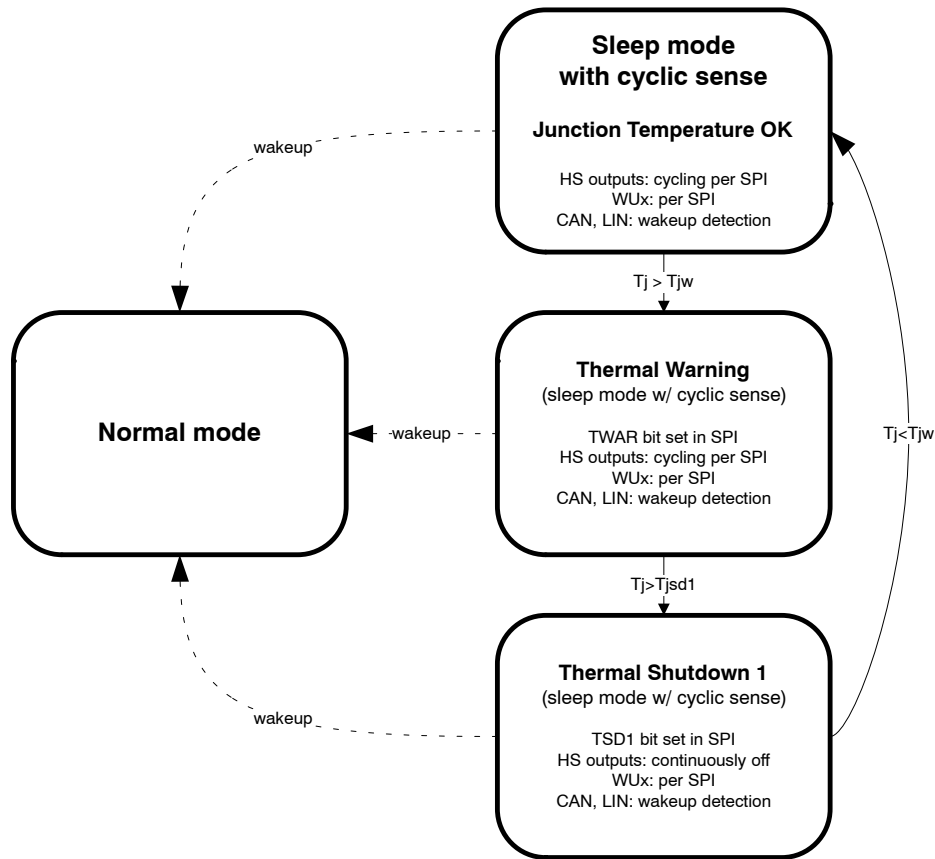 Sleep mode
with cyclic sense
Junction Temperature OK
HS outputs: cycling per SPI
WUx: per SPI
CAN, LIN: wakeup detection
wakeup
Tj > Tjw
Thermal Warning
(sleep mode w/ cyclic sense)
TWAR bit set in SPI
HS outputs: cycling per SPI
WUx: per SPI
CAN, LIN: wakeup detection
Normal mode
wakeup
Tj<Tjw
Tj>Tjsd1
Thermal Shutdown 1
(sleep mode w/ cyclic sense)
TSD1 bit set in SPI
HS outputs: continuously off
WUx: per SPI
CAN, LIN: wakeup detection
wakeup